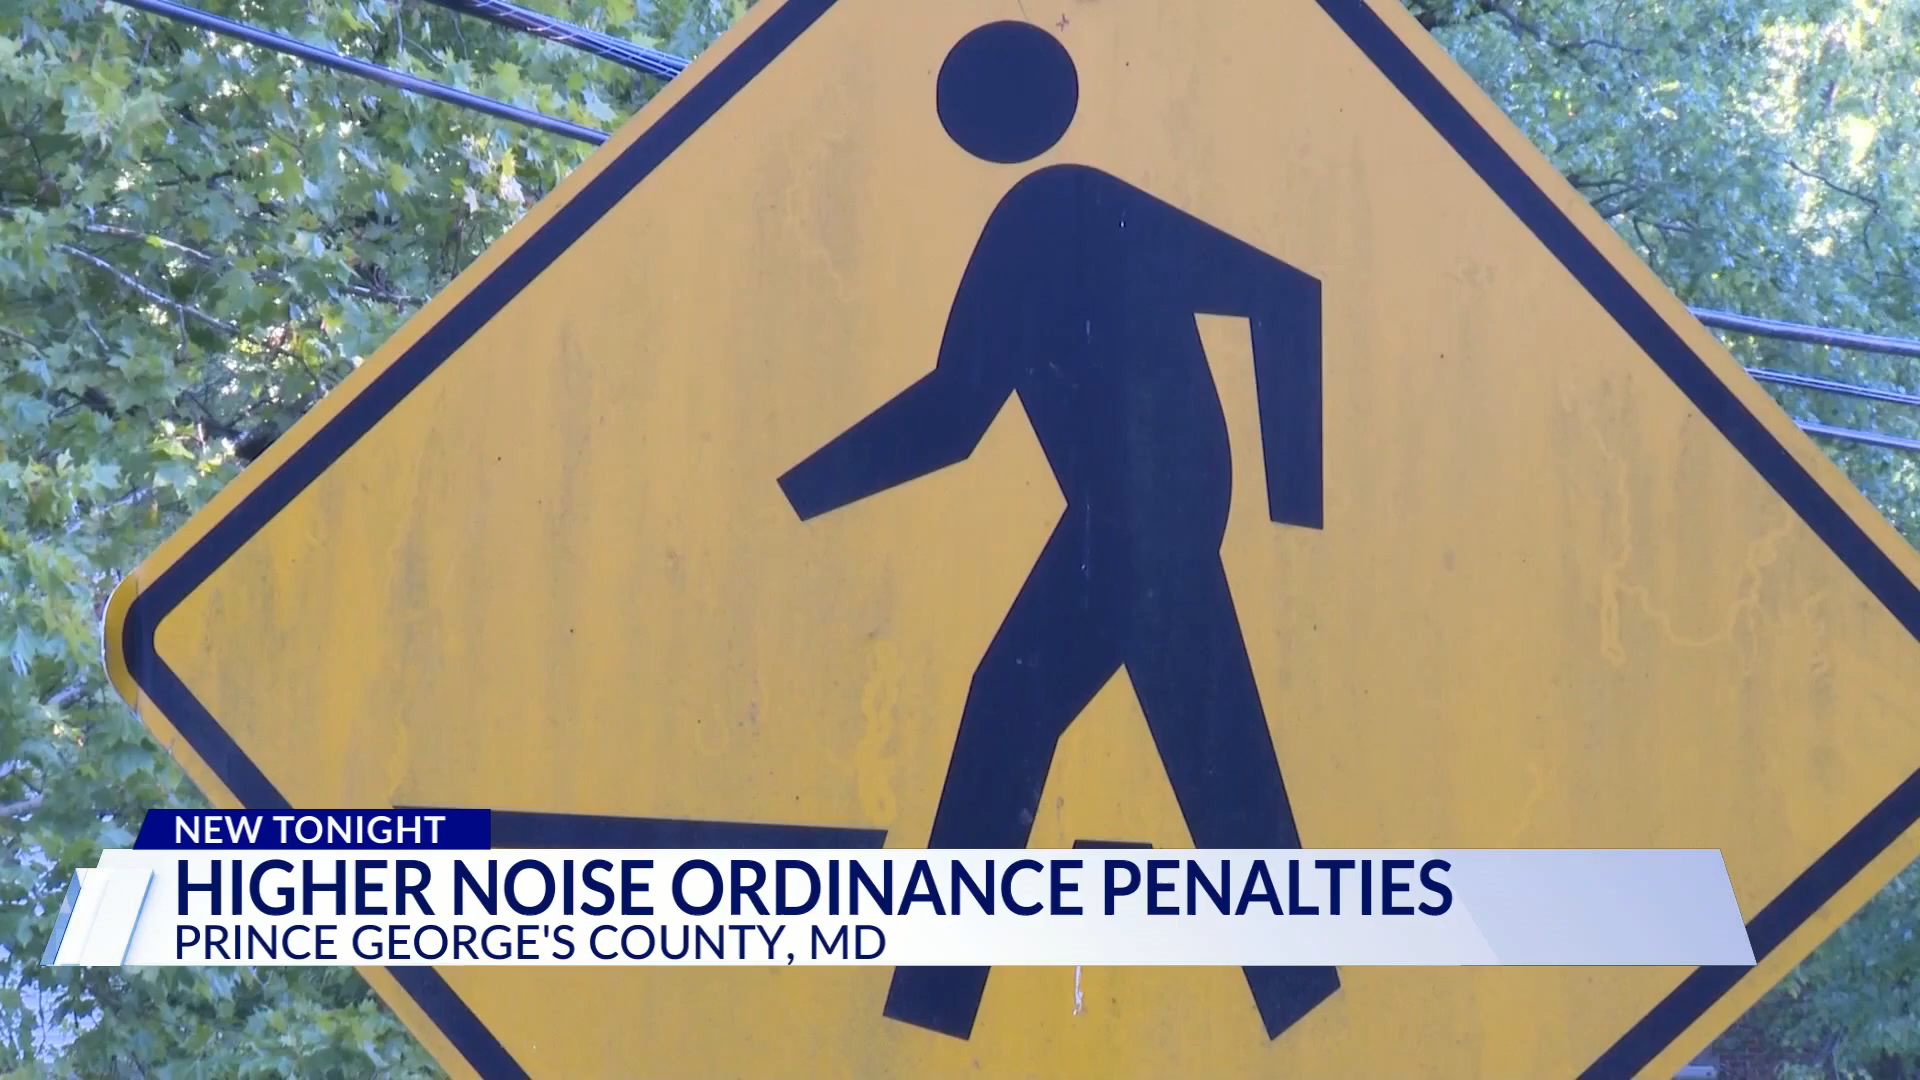 NEW TONIGHT
HIGHER NOISE ORDINANCE PENALTIES
PRINCE GEORGE'S COUNTY, MD